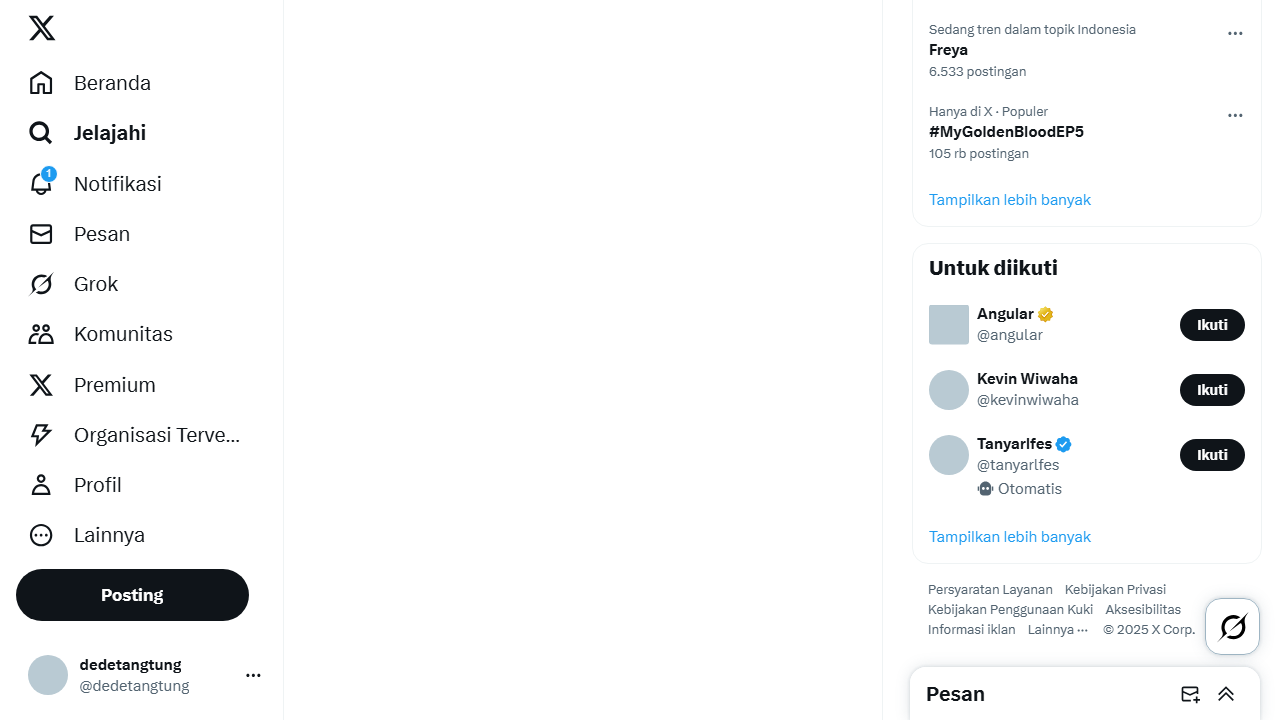 Beranda
Jelajahi
1
Notifikasi
Pesan
Grok
Komunitas
Premium
Organisasi Terve...
Profil
Lainnya
Posting
dedetangtung
@dedetangtung
Sedang tren dalam topik Indonesia
Freya
6.533 postingan
Hanya di X · Populer
#MyGoldenBloodEP5
105 rb postingan
Tampilkan lebih banyak
Untuk diikuti
Angular
@angular
Ikuti
Kevin Wiwaha
@kevinwiwaha
Ikuti
Tanyarlfes
@tanyarlfes
Otomatis
Ikuti
Tampilkan lebih banyak
Persyaratan Layanan Kebijakan Privasi
Kebijakan Penggunaan Kuki Aksesibilitas
Informasi iklan Lainnya ··· © 2025 X Corp.
Pesan